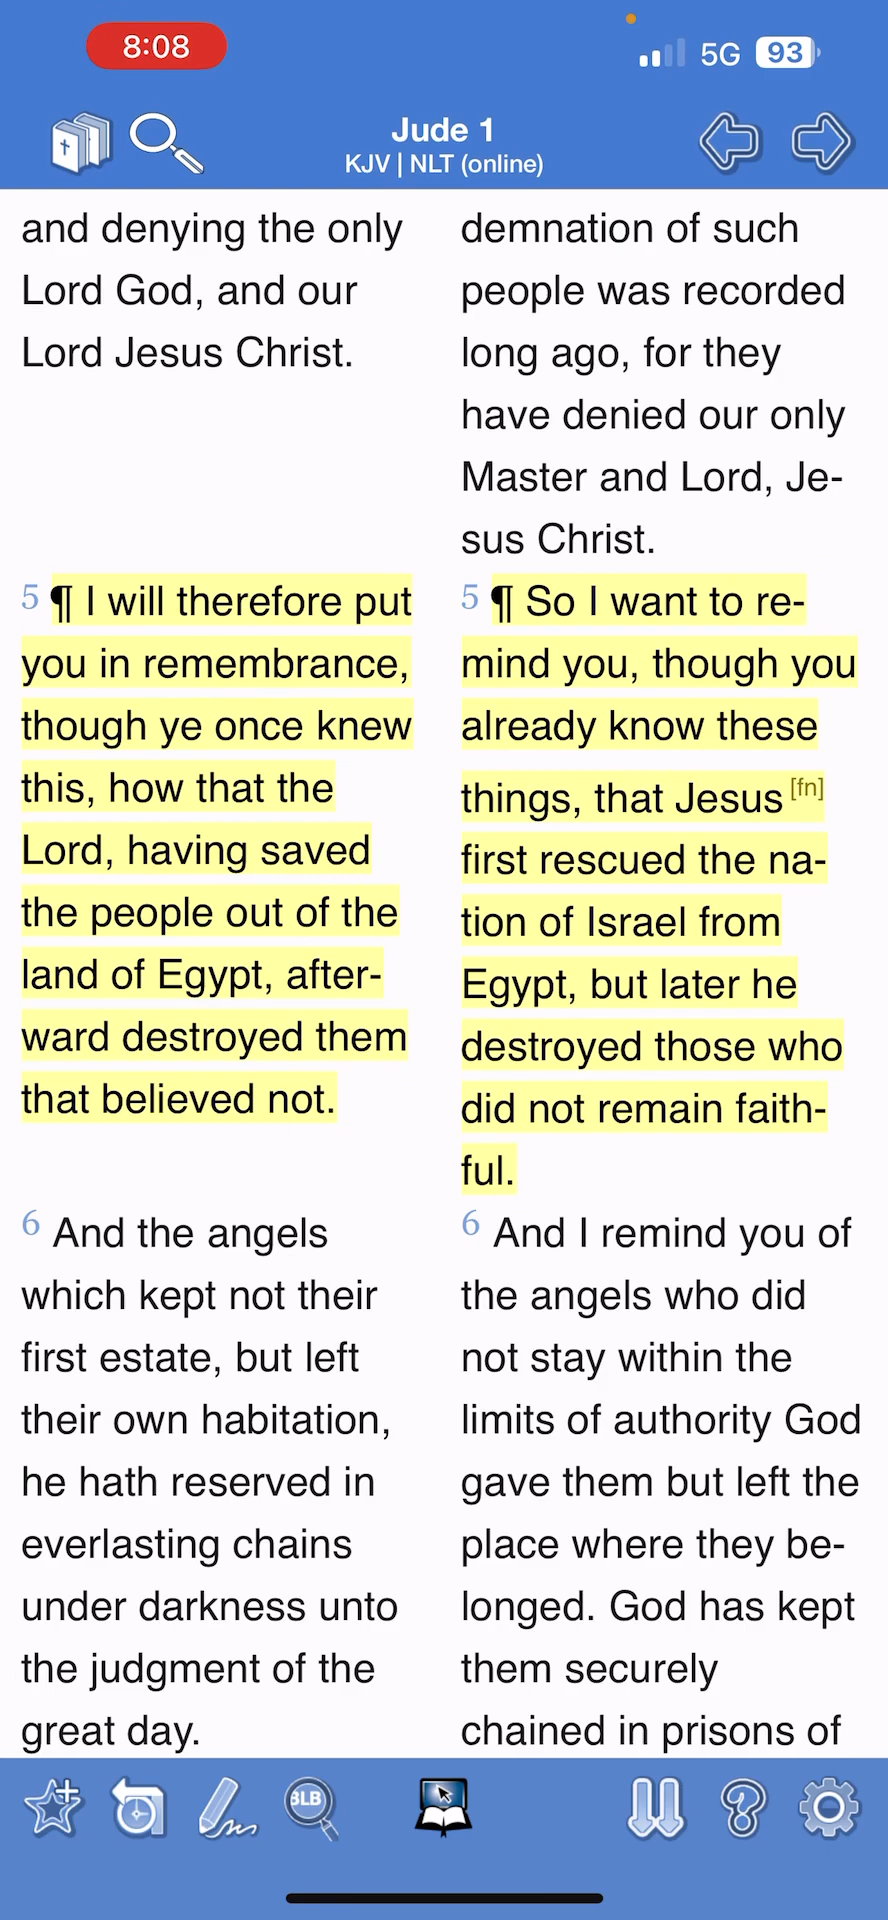 8:08
5G 93
Jude 1
KJV | NLT (online)
and denying the only
Lord God, and our
Lord Jesus Christ.
5 ¶ I will therefore put
you in remembrance,
though ye once knew
this, how that the
Lord, having saved
the people out of the
land of Egypt, after-
ward destroyed them
that believed not.
6 And the angels
which kept not their
first estate, but left
their own habitation,
he hath reserved in
everlasting chains
under darkness unto
the judgment of the
great day.
demnation of such
people was recorded
long ago, for they
have denied our only
Master and Lord, Je-
sus Christ.
5 ¶ So I want to re-
mind you, though you
already know these
things, that Jesus [fn]
first rescued the na-
tion of Israel from
Egypt, but later he
destroyed those who
did not remain faith-
ful.
6 And I remind you of
the angels who did
not stay within the
limits of authority God
gave them but left the
place where they be-
longed. God has kept
them securely
chained in prisons of
BLB